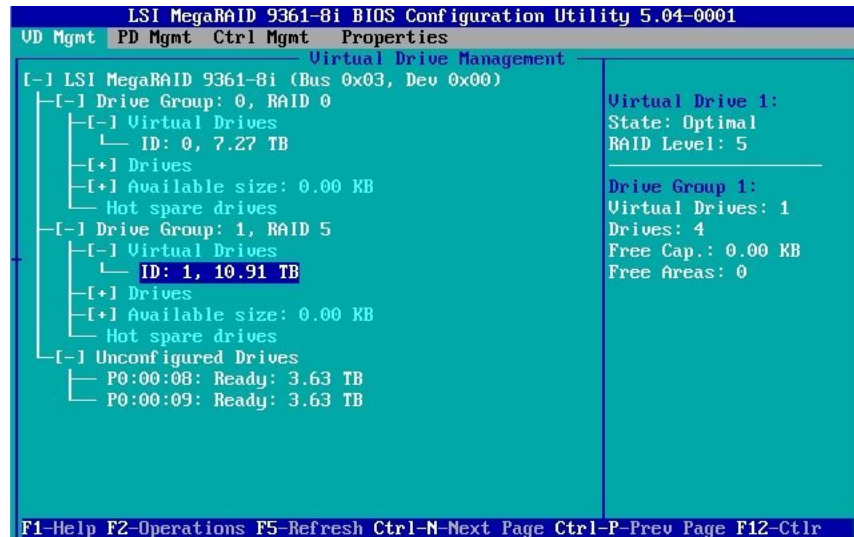 LSI MegaRAID 9361-8i BIOS Configuration Utility 5.04-0001
VD Mgmt PD Mgmt Ctrl Mgmt Properties
Virtual Drive Management
[-] LSI MegaRAID 9361-8i (Bus 0x03, Dev 0x00)
[-] Drive Group: 0, RAID 0
[-] Virtual Drives
ID: 0, 7.27 TB
[+] Drives
[+] Available size: 0.00 KB
Hot spare drives
[-] Drive Group: 1, RAID 5
[-] Virtual Drives
ID: 1, 10.91 TB
[+] Drives
[+] Available size: 0.00 KB
Hot spare drives
[-] Unconfigured Drives
P0:00:08: Ready: 3.63 TB
P0:00:09: Ready: 3.63 TB
Virtual Drive 1:
State: Optimal
RAID Level: 5
Drive Group 1:
Virtual Drives: 1
Drives: 4
Free Cap.: 0.00 KB
Free Areas: 0
F1-Help F2-Operations F5-Refresh Ctrl-N-Next Page Ctrl-P-Prev Page F12-Ctlr